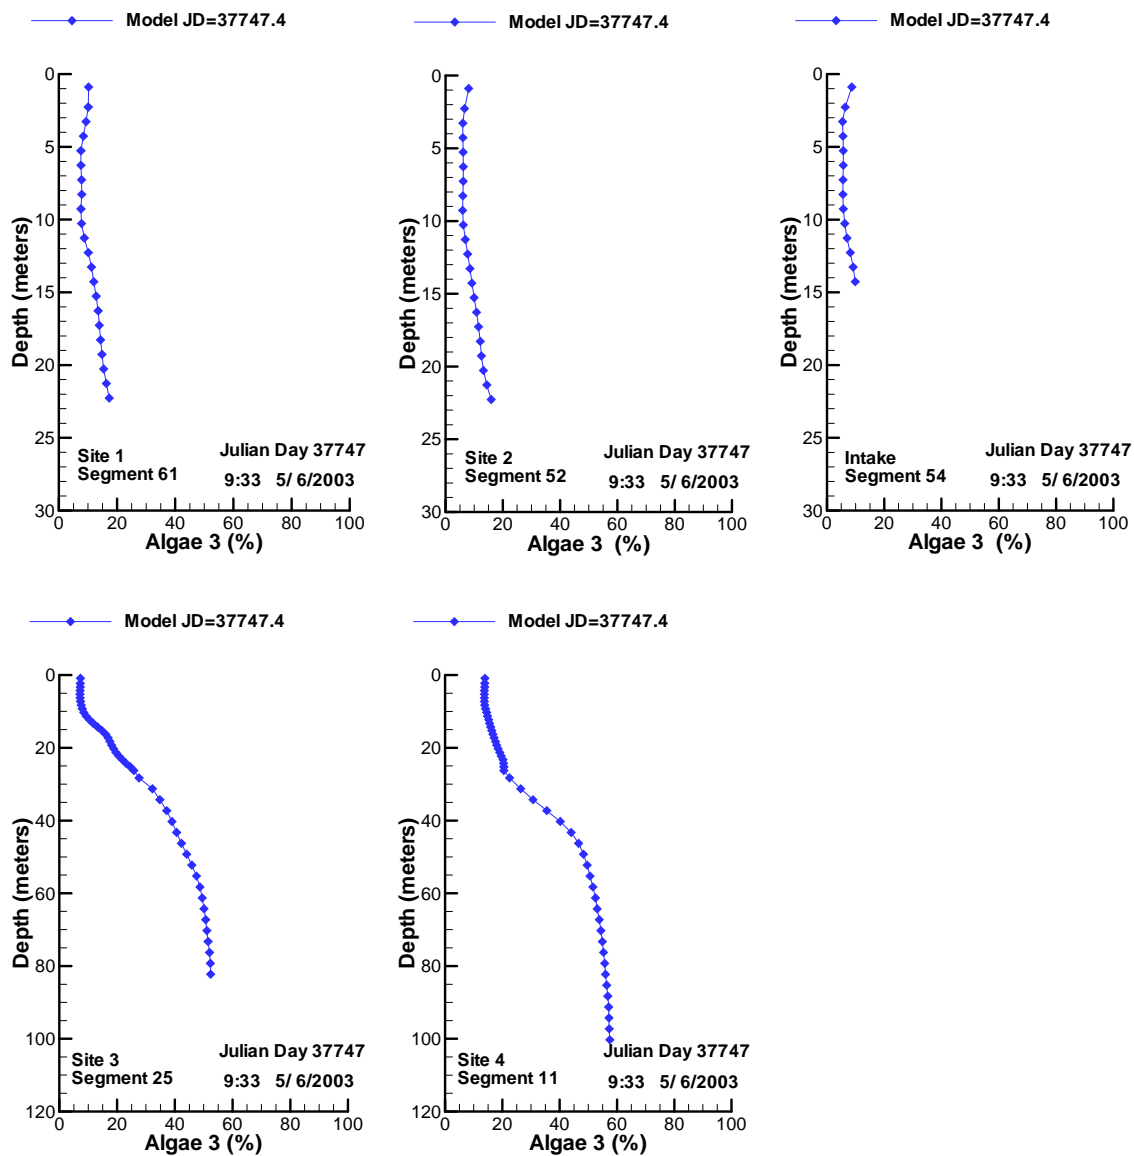 Model JD=37747.4
0
5
10
15
20
25
30
Depth (meters)
Site 1
Segment 61
Julian Day 37747
9:33 5/ 6/2003
0 20 40 60 80 100
Algae 3 (%)
Model JD=37747.4
0
5
10
15
20
25
30
Depth (meters)
Site 2
Segment 52
Julian Day 37747
9:33 5/ 6/2003
0 20 40 60 80 100
Algae 3 (%)
Model JD=37747.4
0
5
10
15
20
25
30
Depth (meters)
Intake
Segment 54
Julian Day 37747
9:33 5/ 6/2003
0 20 40 60 80 100
Algae 3 (%)
Model JD=37747.4
0
20
40
60
80
100
120
Depth (meters)
Site 3
Segment 25
Julian Day 37747
9:33 5/ 6/2003
0 20 40 60 80 100
Algae 3 (%)
Model JD=37747.4
0
20
40
60
80
100
120
Depth (meters)
Site 4
Segment 11
Julian Day 37747
9:33 5/ 6/2003
0 20 40 60 80 100
Algae 3 (%)